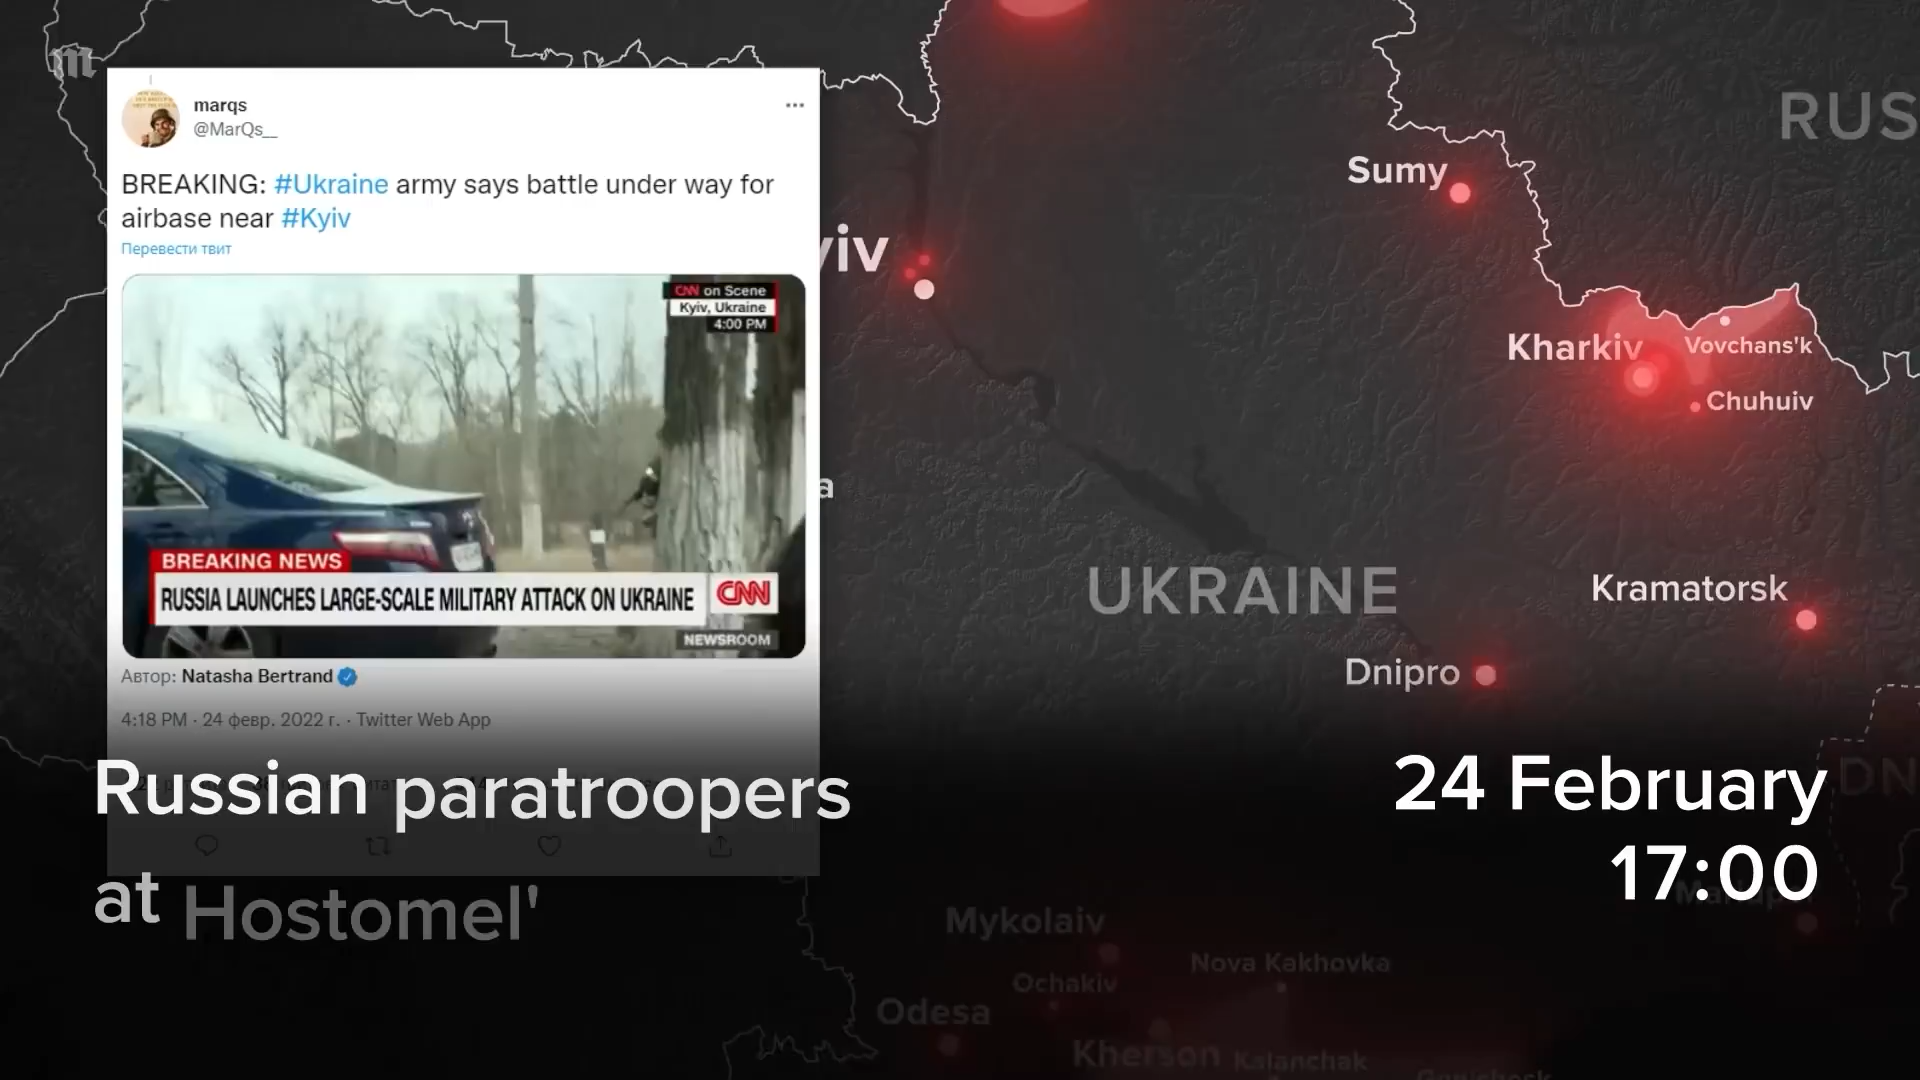 m
marqs
@MarQs__
BREAKING: #Ukraine army says battle under way for
airbase near #Kyiv
Перевести твит
CNN on Scene
Kyiv, Ukraine
4:00 PM
BREAKING NEWS
RUSSIA LAUNCHES LARGE-SCALE MILITARY ATTACK ON UKRAINE
CNN
NEWSROOM
Автор: Natasha Bertrand
4:18 PM · 24 февр. 2022 г. · Twitter Web App
Russian paratroopers
at Hostomel'
24 February
17:00
RUS
Sumy
yiv
Kharkiv
Vovchans'k
Chuhuiv
a
UKRAINE
Kramatorsk
Dnipro
DN
Mykolaiv
Nova Kakhovka
Ochakiv
Odesa
Kherson
Kalanchak